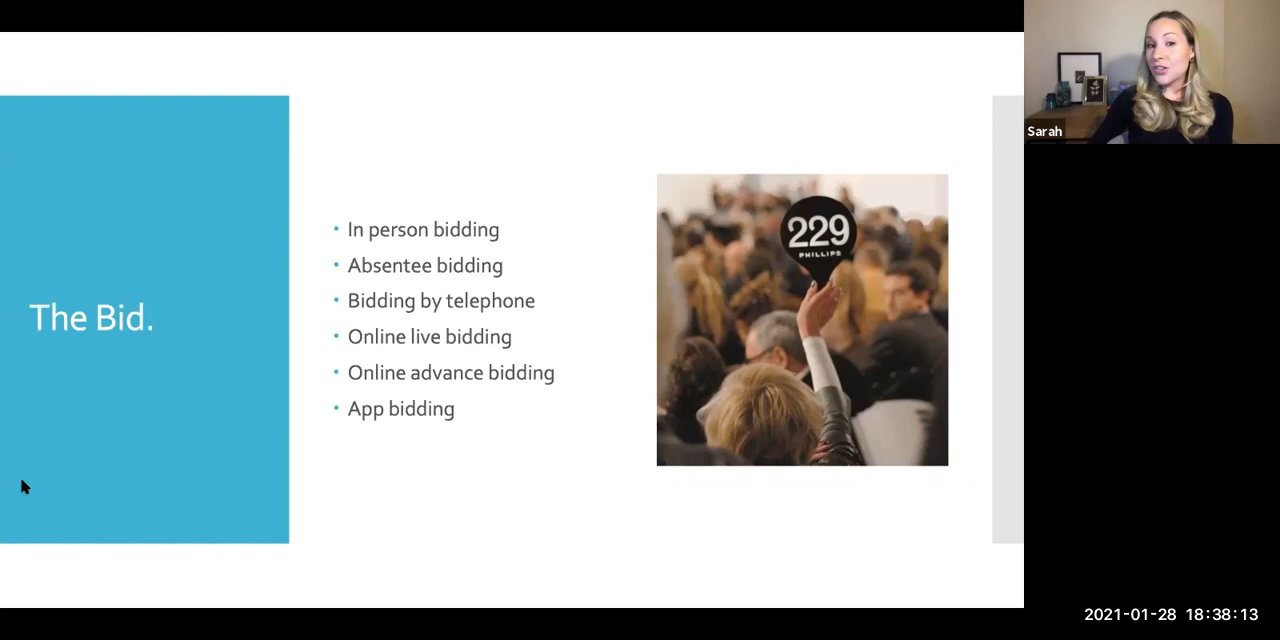 The Bid.
• In person bidding
• Absentee bidding
• Bidding by telephone
• Online live bidding
• Online advance bidding
• App bidding
229
PHILLIPS
Sarah
2021-01-28 18:38:13